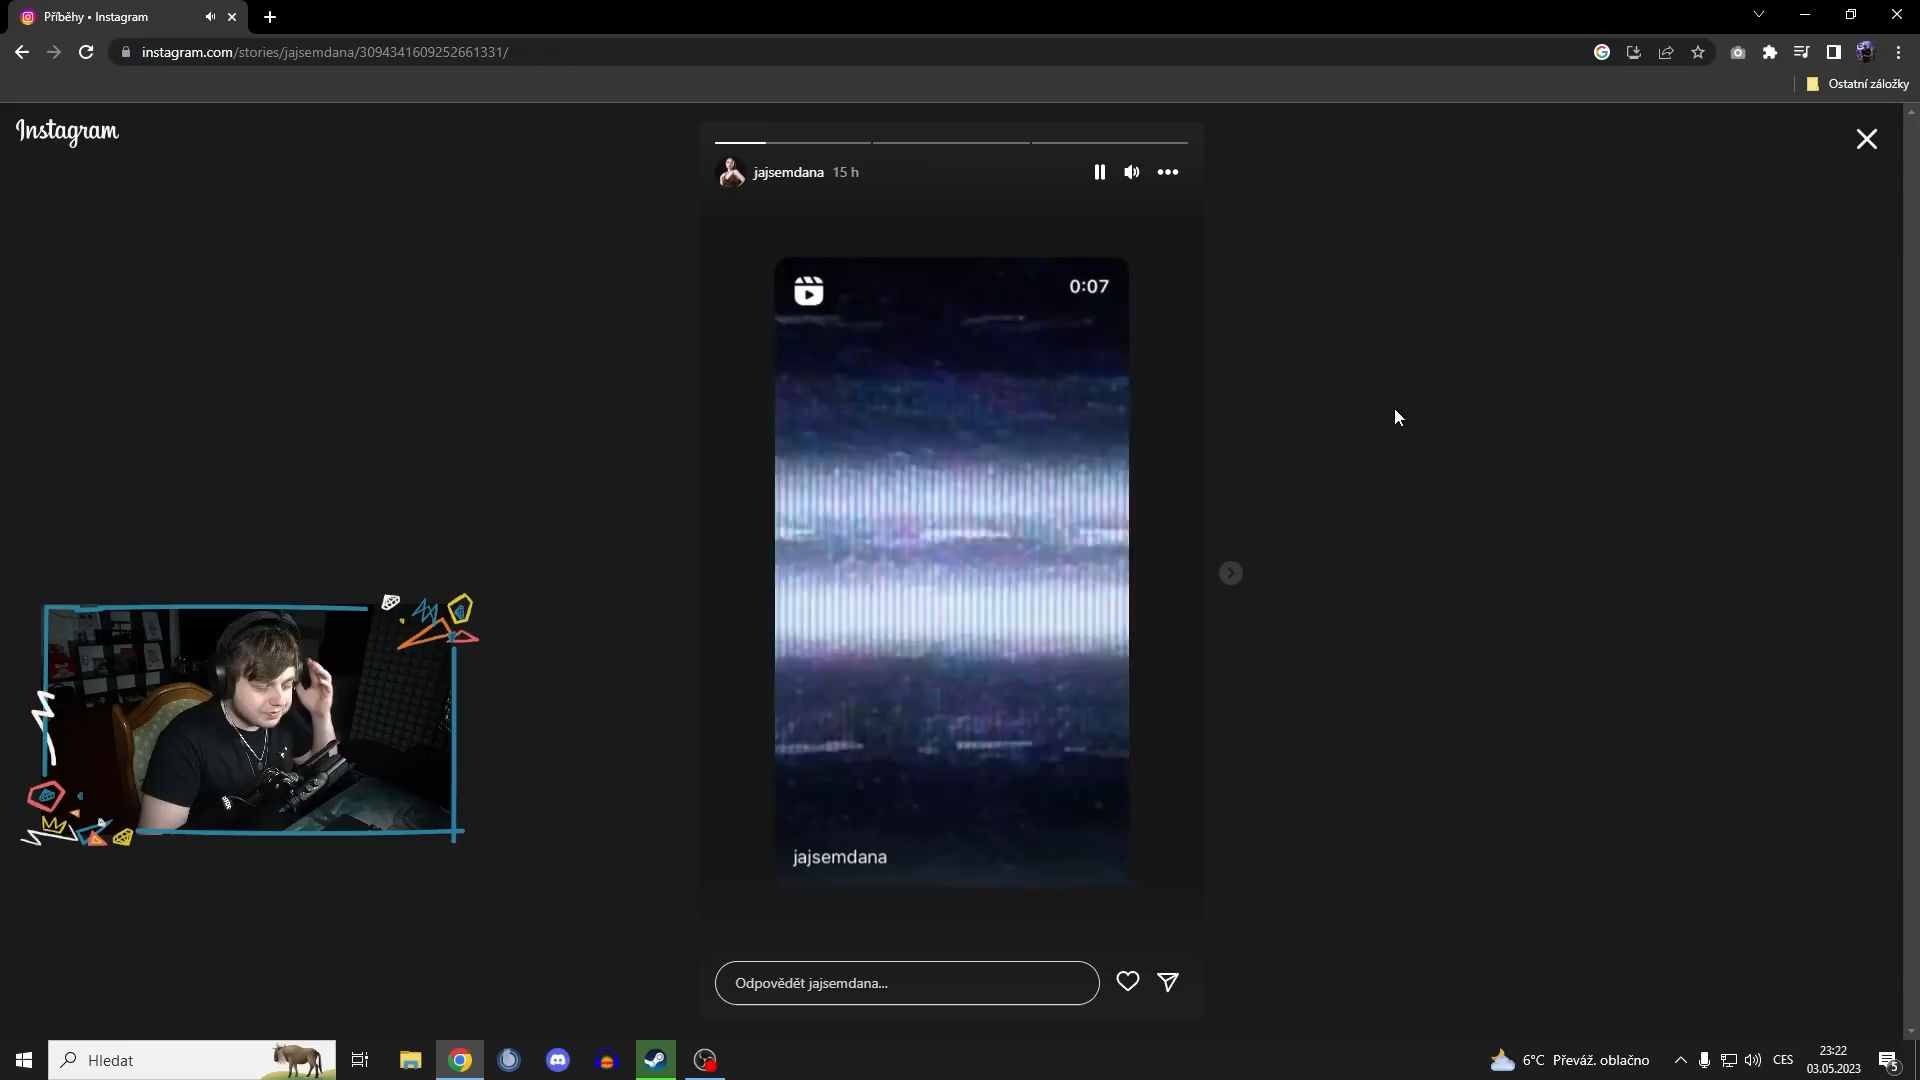 Příběhy • Instagram
instagram.com/stories/jajsemdana/3094341609252661331/
Ostatní záložky
Instagram
jajsemdana 15 h
0:07
jajsemdana
Odpovědět jajsemdana...
Hledat
6°C Převáž. oblačno
CES
23:22
03.05.2023
5